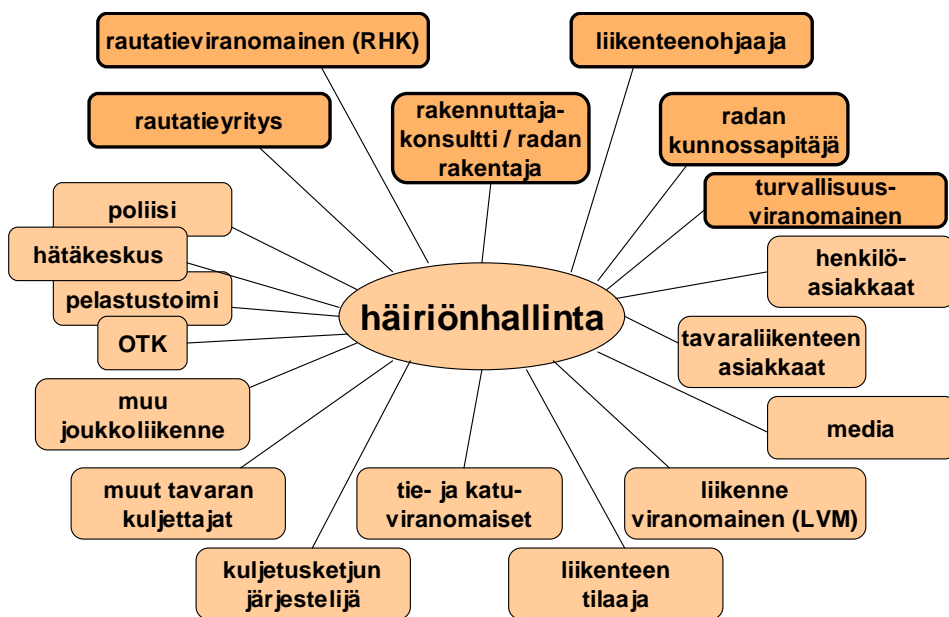 rautatieviranomainen (RHK)
liikenteenohjaaja
rautatieyritys
rakennuttaja-
konsultti / radan
rakentaja
radan
kunnossapitäjä
turvallisuus-
viranomainen
poliisi
hätäkeskus
pelastustoimi
OTK
häiriönhallinta
henkilö-
asiakkaat
tavaraliikenteen
asiakkaat
muu
joukkoliikenne
media
muut tavaran
kuljettajat
tie- ja katu-
viranomaiset
liikenne
viranomainen (LVM)
kuljetusketjun
järjestelijä
liikenteen
tilaaja